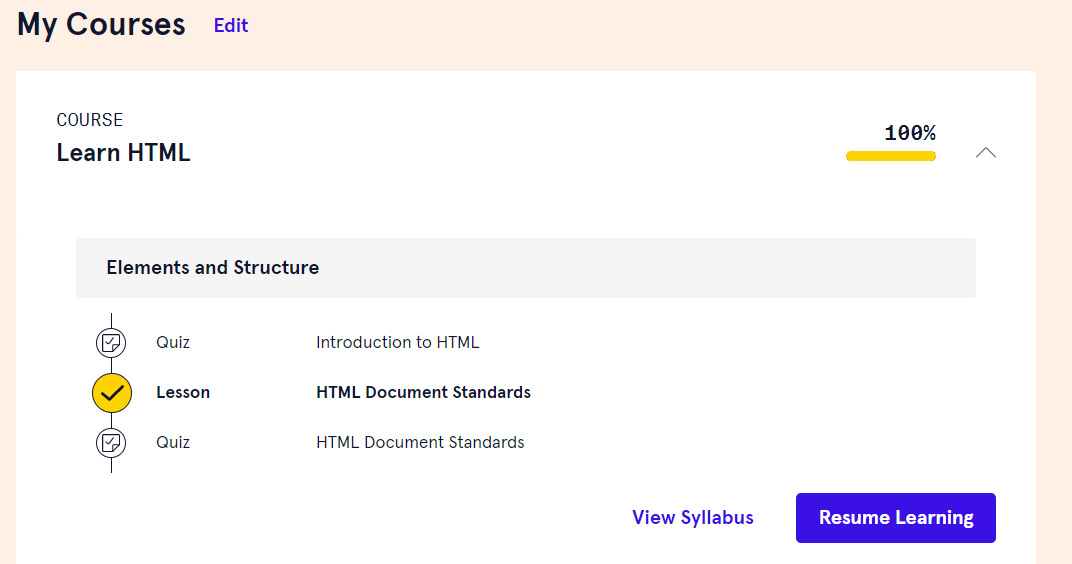 My Courses Edit
COURSE
Learn HTML
100%
Elements and Structure
Quiz Introduction to HTML
Lesson HTML Document Standards
Quiz HTML Document Standards
View Syllabus Resume Learning